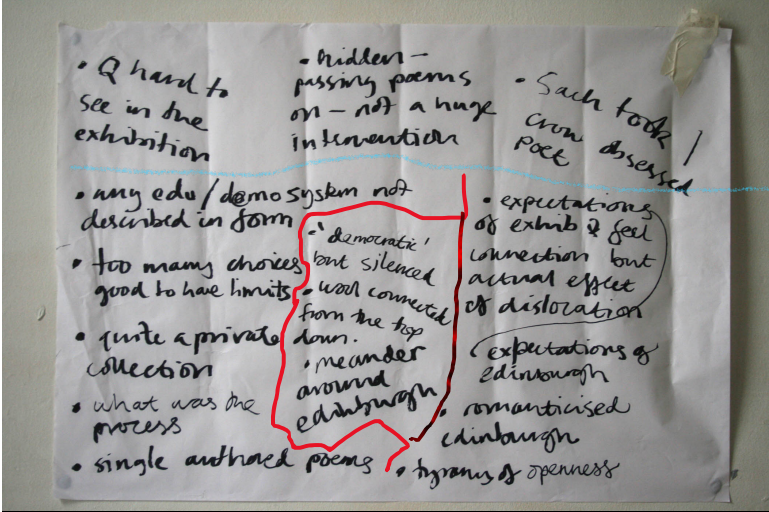 • Q hard to
see in the
exhibition
• hidden –
passing poems
on – not a huge
intervention
• Sach took /
crow obsessed
poet
• any edu/demo system not
described in form
• too many choices
good to have limits
• quite a private
collection
• what was the
process
• single authored poems
• 'democratic'
but silenced
• wool connected
from the top
down.
• meander
around
edinburgh
• expectations
of exhib & feel
connection but
actual effect
of dislocation
expectations of
edinburgh
• romanticised
edinburgh
• tyranny of openness